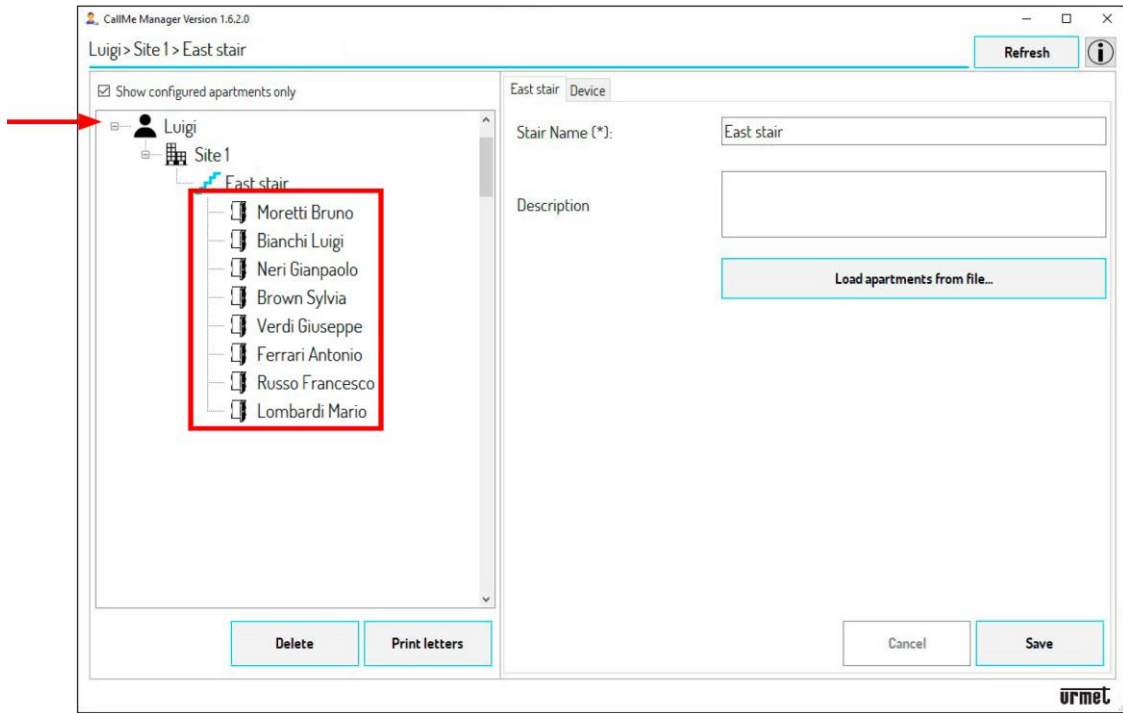 CallMe Manager Version 1.6.2.0
Luigi> Site 1> East stair
Refresh
Show configured apartments only
Luigi
Site 1
East stair
Moretti Bruno
Bianchi Luigi
Neri Gianpaolo
Brown Sylvia
Verdi Giuseppe
Ferrari Antonio
Russo Francesco
Lombardi Mario
Delete
Print letters
East stair
Device
Stair Name (*):
East stair
Description
Load apartments from file...
Cancel
Save
urmet